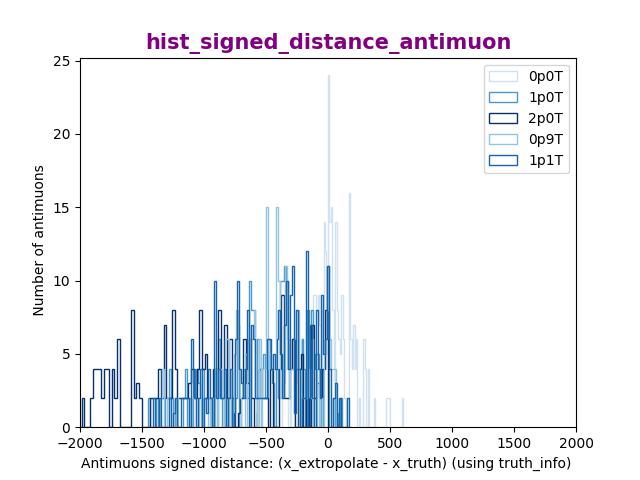 hist_signed_distance_antimuon
0p0T
1p0T
2p0T
0p9T
1p1T
Number of antimuons
25
20
15
10
5
0
−2000 −1500 −1000 −500 0 500 1000 1500 2000
Antimuons signed distance: (x_extropolate - x_truth) (using truth_info)